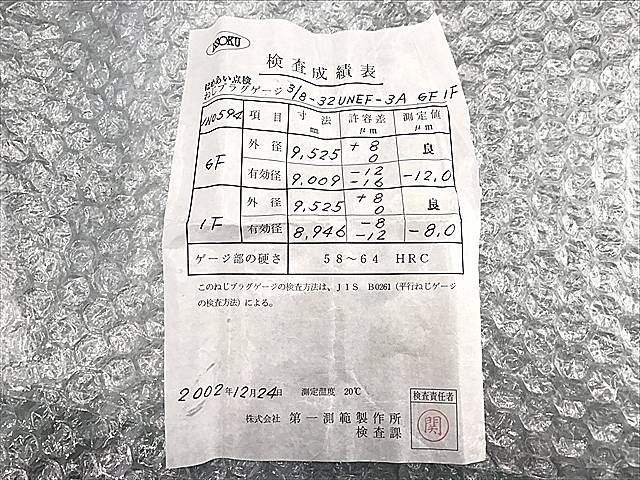 ISSOKU
検査成績表
はめあい点検
ねじプラグゲージ 3/8-32UNEF-3A GF IF
NO594 項目 寸法 mm 許容差 μm 測定値 μm
GF 外径 9,525 +8 0 良
有効径 9,009 -12 -16 -12,0
IF 外径 9,525 +8 0 良
有効径 8,946 -8 -12 -8,0
ゲージ部の硬さ 58～64 HRC
このねじプラグゲージの検査方法は、JIS B0261(平行ねじゲージ
の検査方法)による。
2002年12月24日 測定温度 20℃
株式会社 第一測範製作所
検査課
検査責任者
関